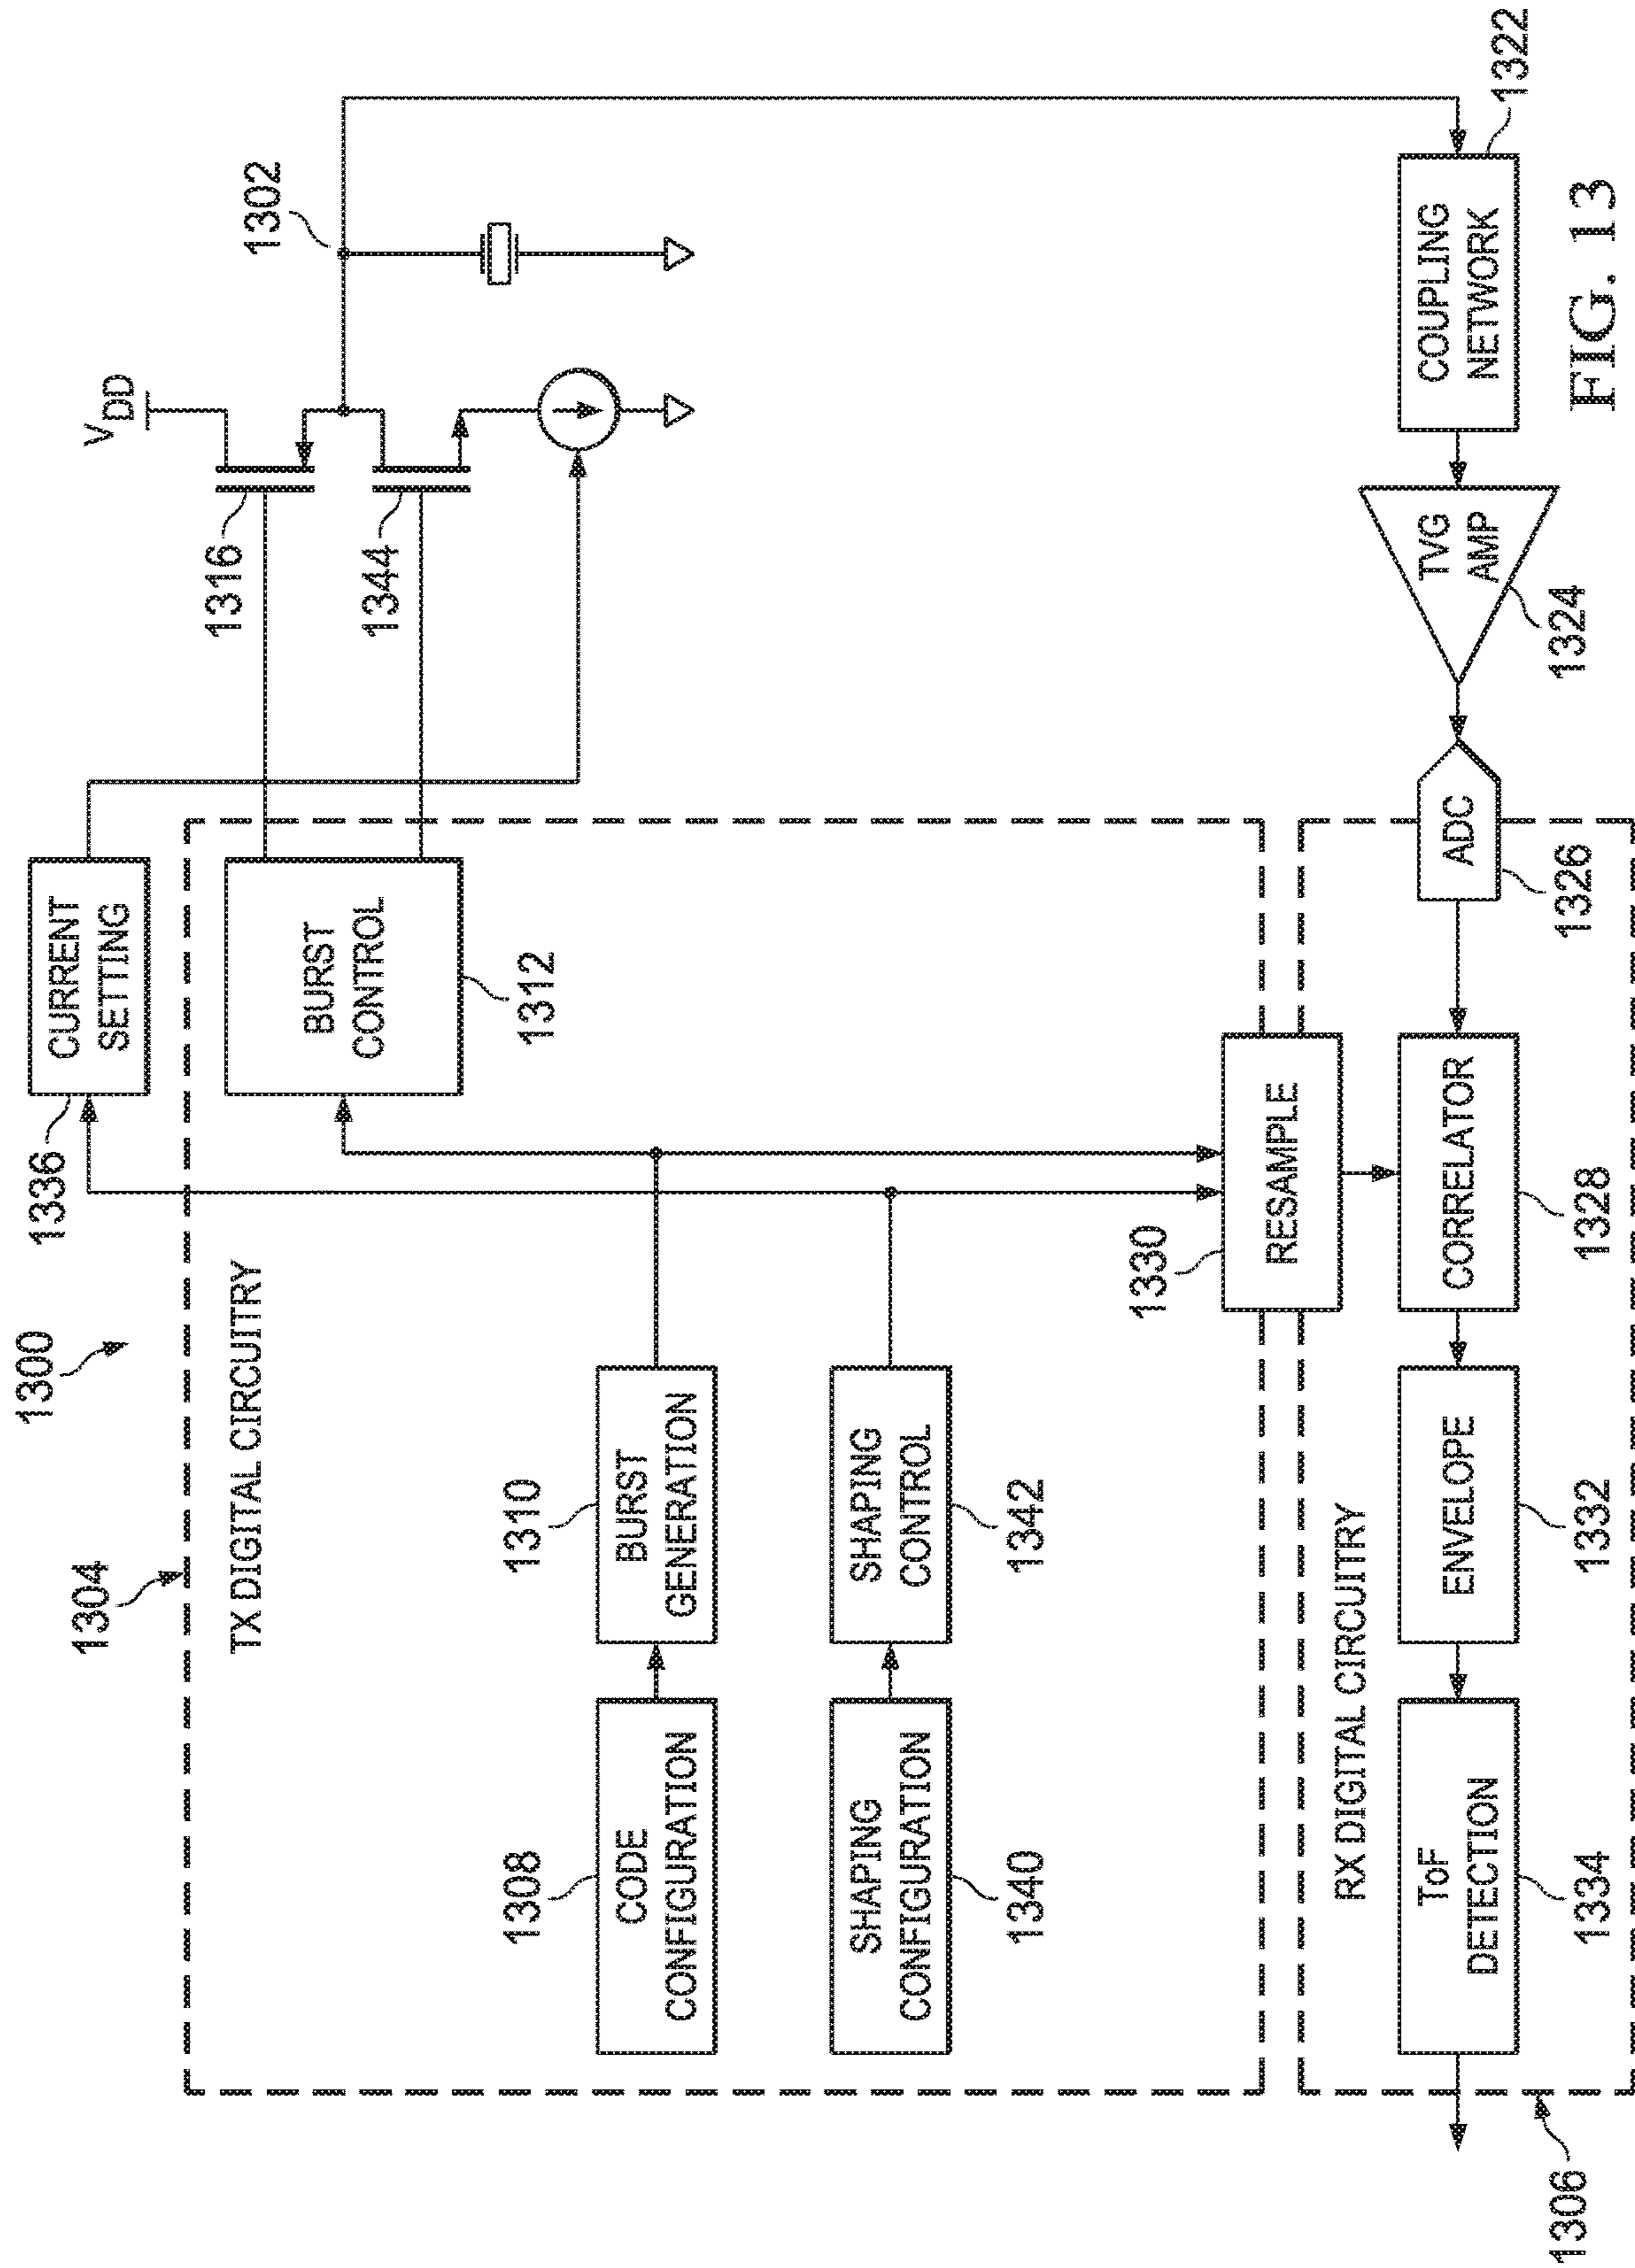 1300
1304
TX DIGITAL CIRCUITRY
1336
CURRENT
SETTING
BURST
CONTROL
1312
VDD
1316
1344
1302
1308
CODE
CONFIGURATION
1310
BURST
GENERATION
SHAPING
CONFIGURATION
1340
SHAPING
CONTROL
1342
1330
RESAMPLE
RX DIGITAL CIRCUITRY
1306
ToF
DETECTION
1334
ENVELOPE
1332
CORRELATOR
1328
ADC
1326
TVG
AMP
1324
COUPLING
NETWORK
1322
FIG. 13